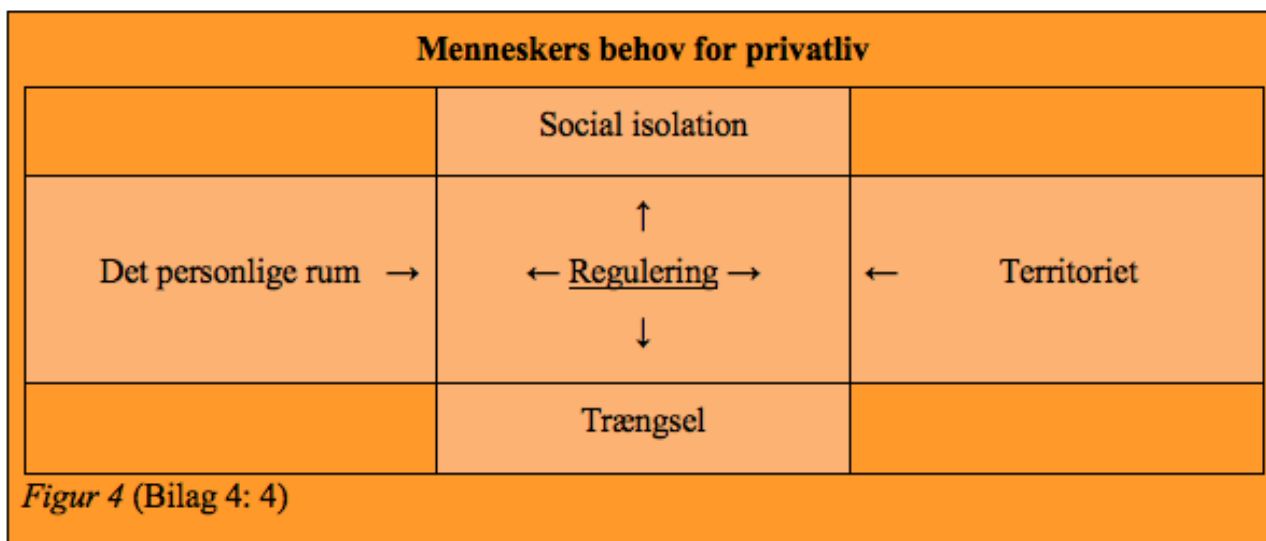 Menneskers behov for privatliv
Social isolation
↑
Det personlige rum → ← Regulering → ← Territoriet
↓
Trængsel
Figur 4 (Bilag 4: 4)